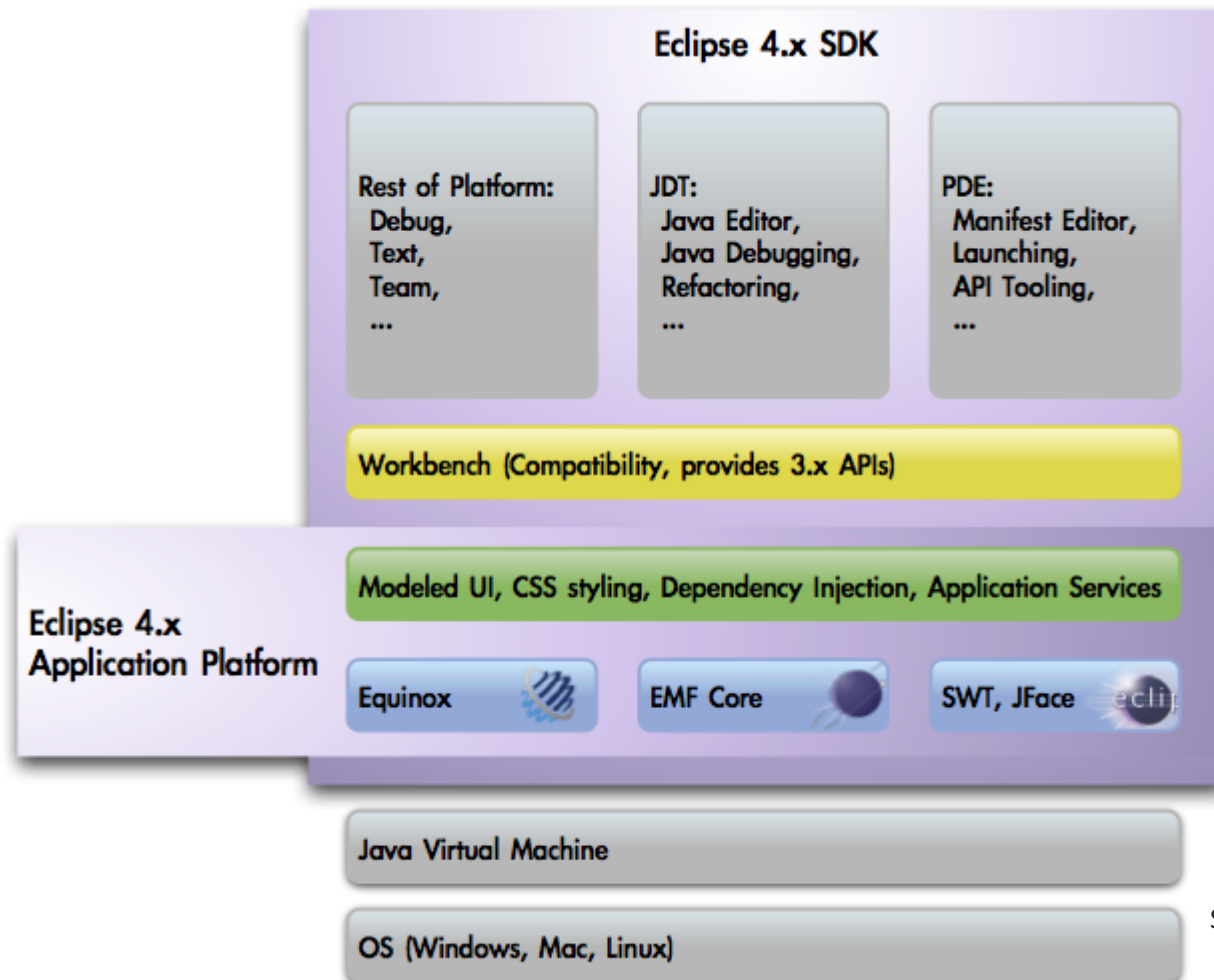 Eclipse 4.x SDK
Rest of Platform:
Debug,
Text,
Team,
...
JDT:
Java Editor,
Java Debugging,
Refactoring,
...
PDE:
Manifest Editor,
Launching,
API Tooling,
...
Workbench (Compatibility, provides 3.x APIs)
Eclipse 4.x
Application Platform
Modeled UI, CSS styling, Dependency Injection, Application Services
Equinox
EMF Core
SWT, JFace
eclip
Java Virtual Machine
OS (Windows, Mac, Linux)